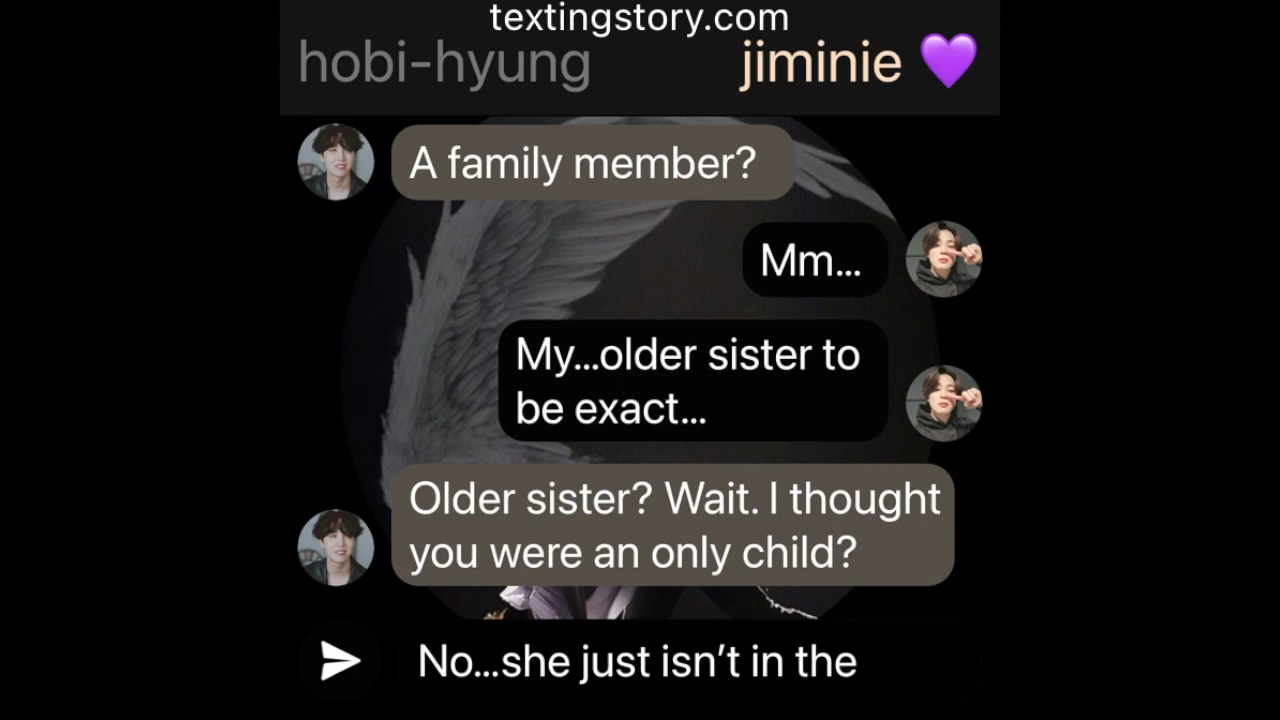 textingstory.com
hobi-hyung jiminie 💜
A family member?
Mm...
My...older sister to
be exact...
Older sister? Wait. I thought
you were an only child?
No...she just isn’t in the